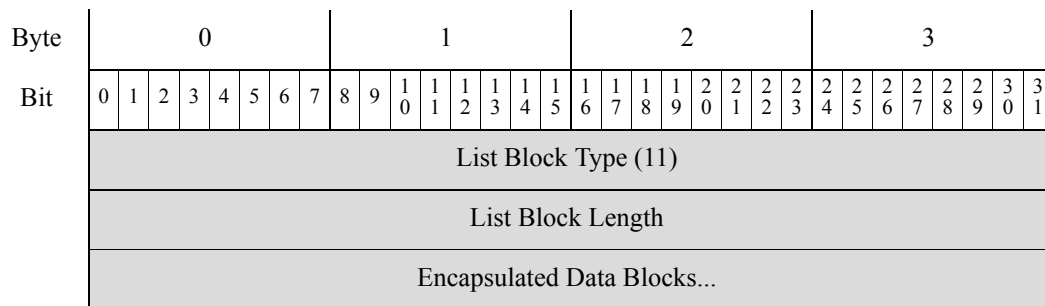 Byte 0 1 2 3
Bit 0 1 2 3 4 5 6 7 8 9 10 11 12 13 14 15 16 17 18 19 20 21 22 23 24 25 26 27 28 29 30 31
List Block Type (11)
List Block Length
Encapsulated Data Blocks...